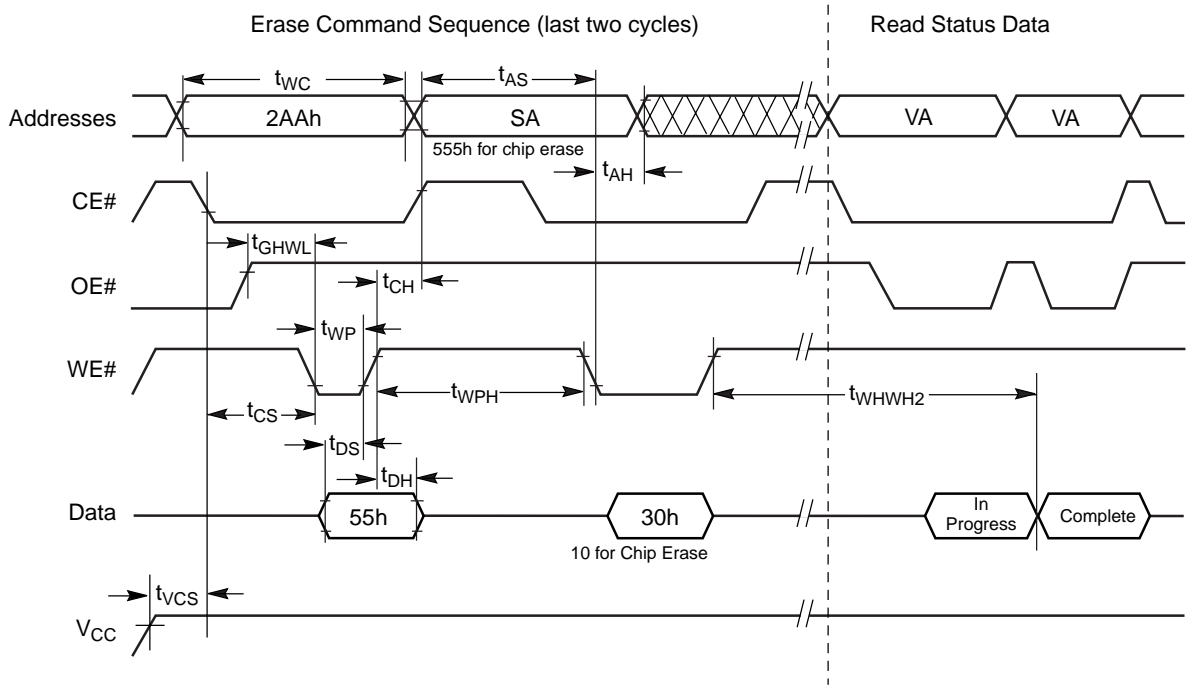 Erase Command Sequence (last two cycles)
Read Status Data
tWC
tAS
Addresses
2AAh
SA
VA
VA
555h for chip erase
tAH
CE#
tGHWL
OE#
tCH
tWP
WE#
tWPH
tWHWH2
tCS
tDS
tDH
Data
55h
30h
In
Progress
Complete
10 for Chip Erase
tVCS
VCC